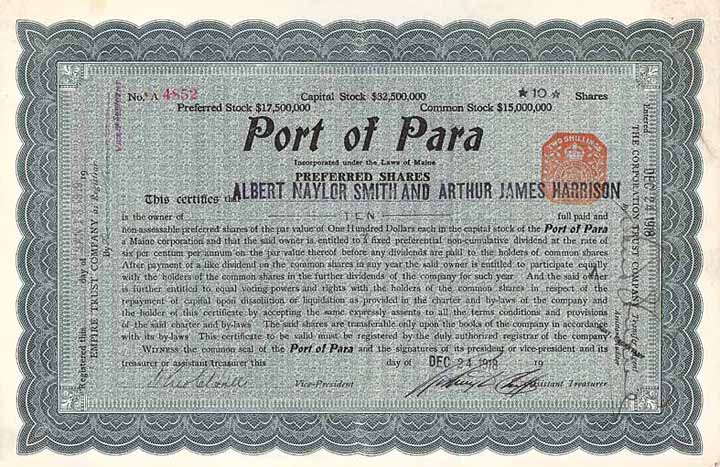 No. A 4852 Capital Stock $32,500,000 ★ 10 ★ Shares
Preferred Stock $17,500,000 Common Stock $15,000,000
Port of Para
Incorporated under the Laws of Maine
TWO SHILLINGS
PREFERRED SHARES
This certifies that ALBERT NAYLOR SMITH AND ARTHUR JAMES HARRISON
is the owner of TEN full paid and
non-assessable preferred shares of the par value of One Hundred Dollars each in the capital stock of the Port of Para
a Maine corporation and that the said owner is entitled to a fixed preferential non-cumulative dividend at the rate of
six per centum per annum on the par value thereof before any dividends are paid to the holders of common shares
After payment of a like dividend on the common shares in any year the said owner is entitled to participate equally
with the holders of the common shares in the further dividends of the company for such year And the said owner
is further entitled to equal voting powers and rights with the holders of the common shares in respect of the
repayment of capital upon dissolution or liquidation as provided in the charter and by-laws of the company and
the holder of this certificate by accepting the same expressly assents to all the terms conditions and provisions
of the said charter and by-laws The said shares are transferable only upon the books of the company in accordance
with its by-laws This certificate to be valid must be registered by the duly authorized registrar of the company
Witness the common seal of the Port of Para and the signatures of its president or vice-president and its
treasurer or assistant treasurer this day of DEC 24 1918 19
Vice-President Assistant Treasurer
Registered this day of 19
EMPIRE TRUST COMPANY as Registrar
By
Entered DEC 24 1918
THE CORPORATION TRUST COMPANY Transfer Agent